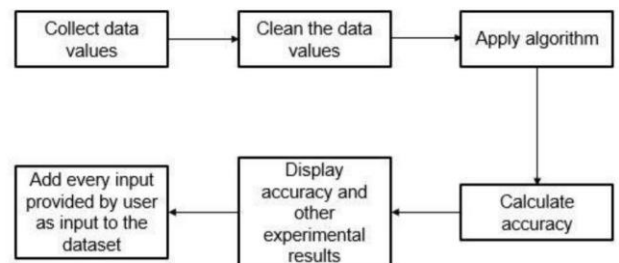 Collect data
values
Clean the data
values
Apply algorithm
Calculate
accuracy
Display
accuracy and
other
experimental
results
Add every input
provided by user
as input to the
dataset